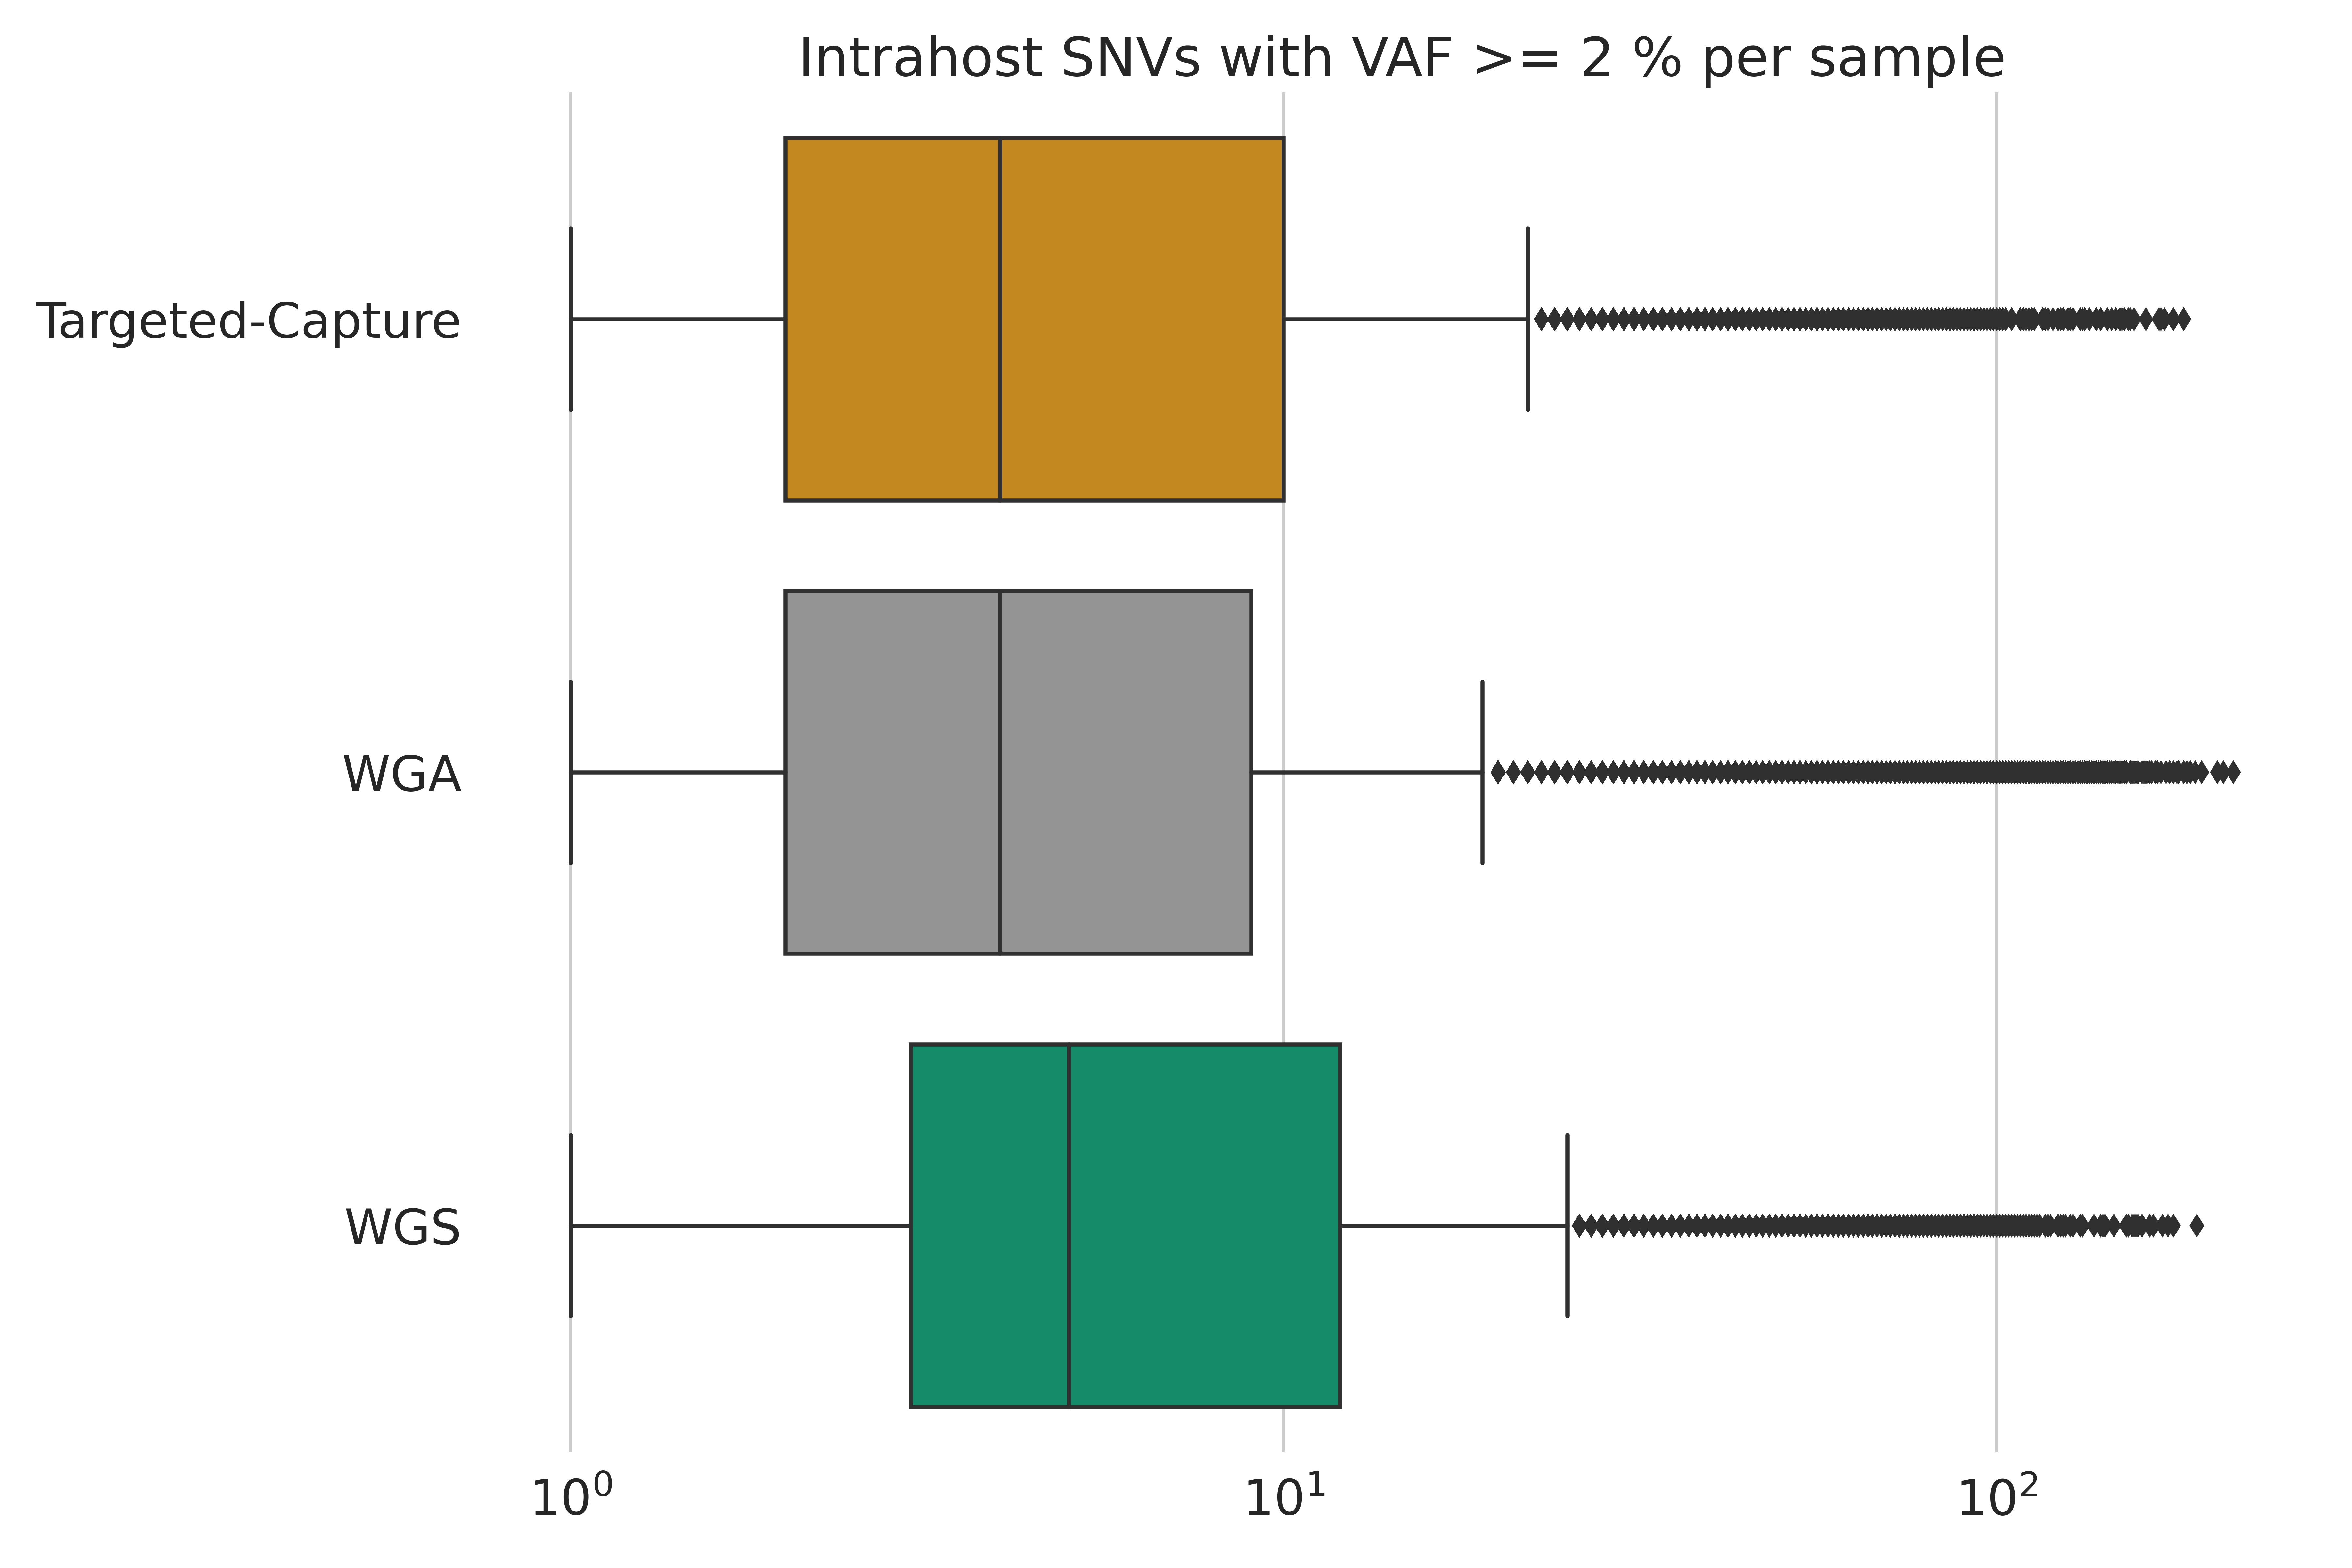 Intrahost SNVs with VAF >= 2 % per sample
Targeted-Capture
WGA
WGS
10⁰ 10¹ 10²